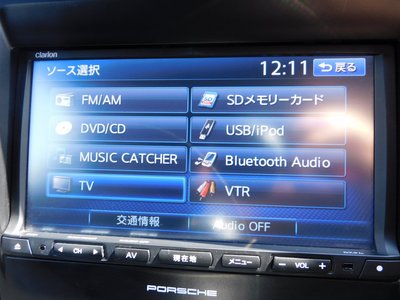 Clarion
ソース選択
12:11
戻る
FM/AM
SDメモリーカード
DVD/CD
USB/iPod
MUSIC CATCHER
Bluetooth Audio
TV
VTR
交通情報
Audio OFF
CH
AV
現在地
メニュー
− VOL +
PORSCHE